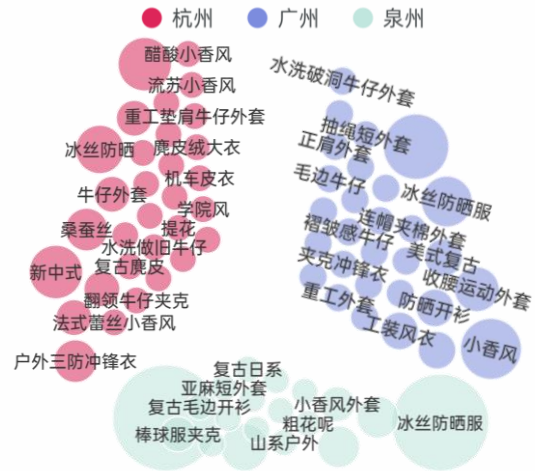 杭州 广州 泉州
醋酸小香风
流苏小香风
重工垫肩牛仔外套
冰丝防晒
麂皮绒大衣
机车皮衣
牛仔外套
学院风
桑蚕丝
提花
水洗做旧牛仔
新中式
复古麂皮
翻领牛仔夹克
法式蕾丝小香风
户外三防冲锋衣
水洗破洞牛仔外套
抽绳短外套
正肩外套
毛边牛仔
冰丝防晒服
连帽夹棉外套
褶皱感牛仔
美式复古
夹克冲锋衣
收腰运动外套
重工外套
防晒开衫
工装风衣
小香风
复古日系
亚麻短外套
复古毛边开衫
小香风外套
粗花呢
冰丝防晒服
棒球服夹克
山系户外